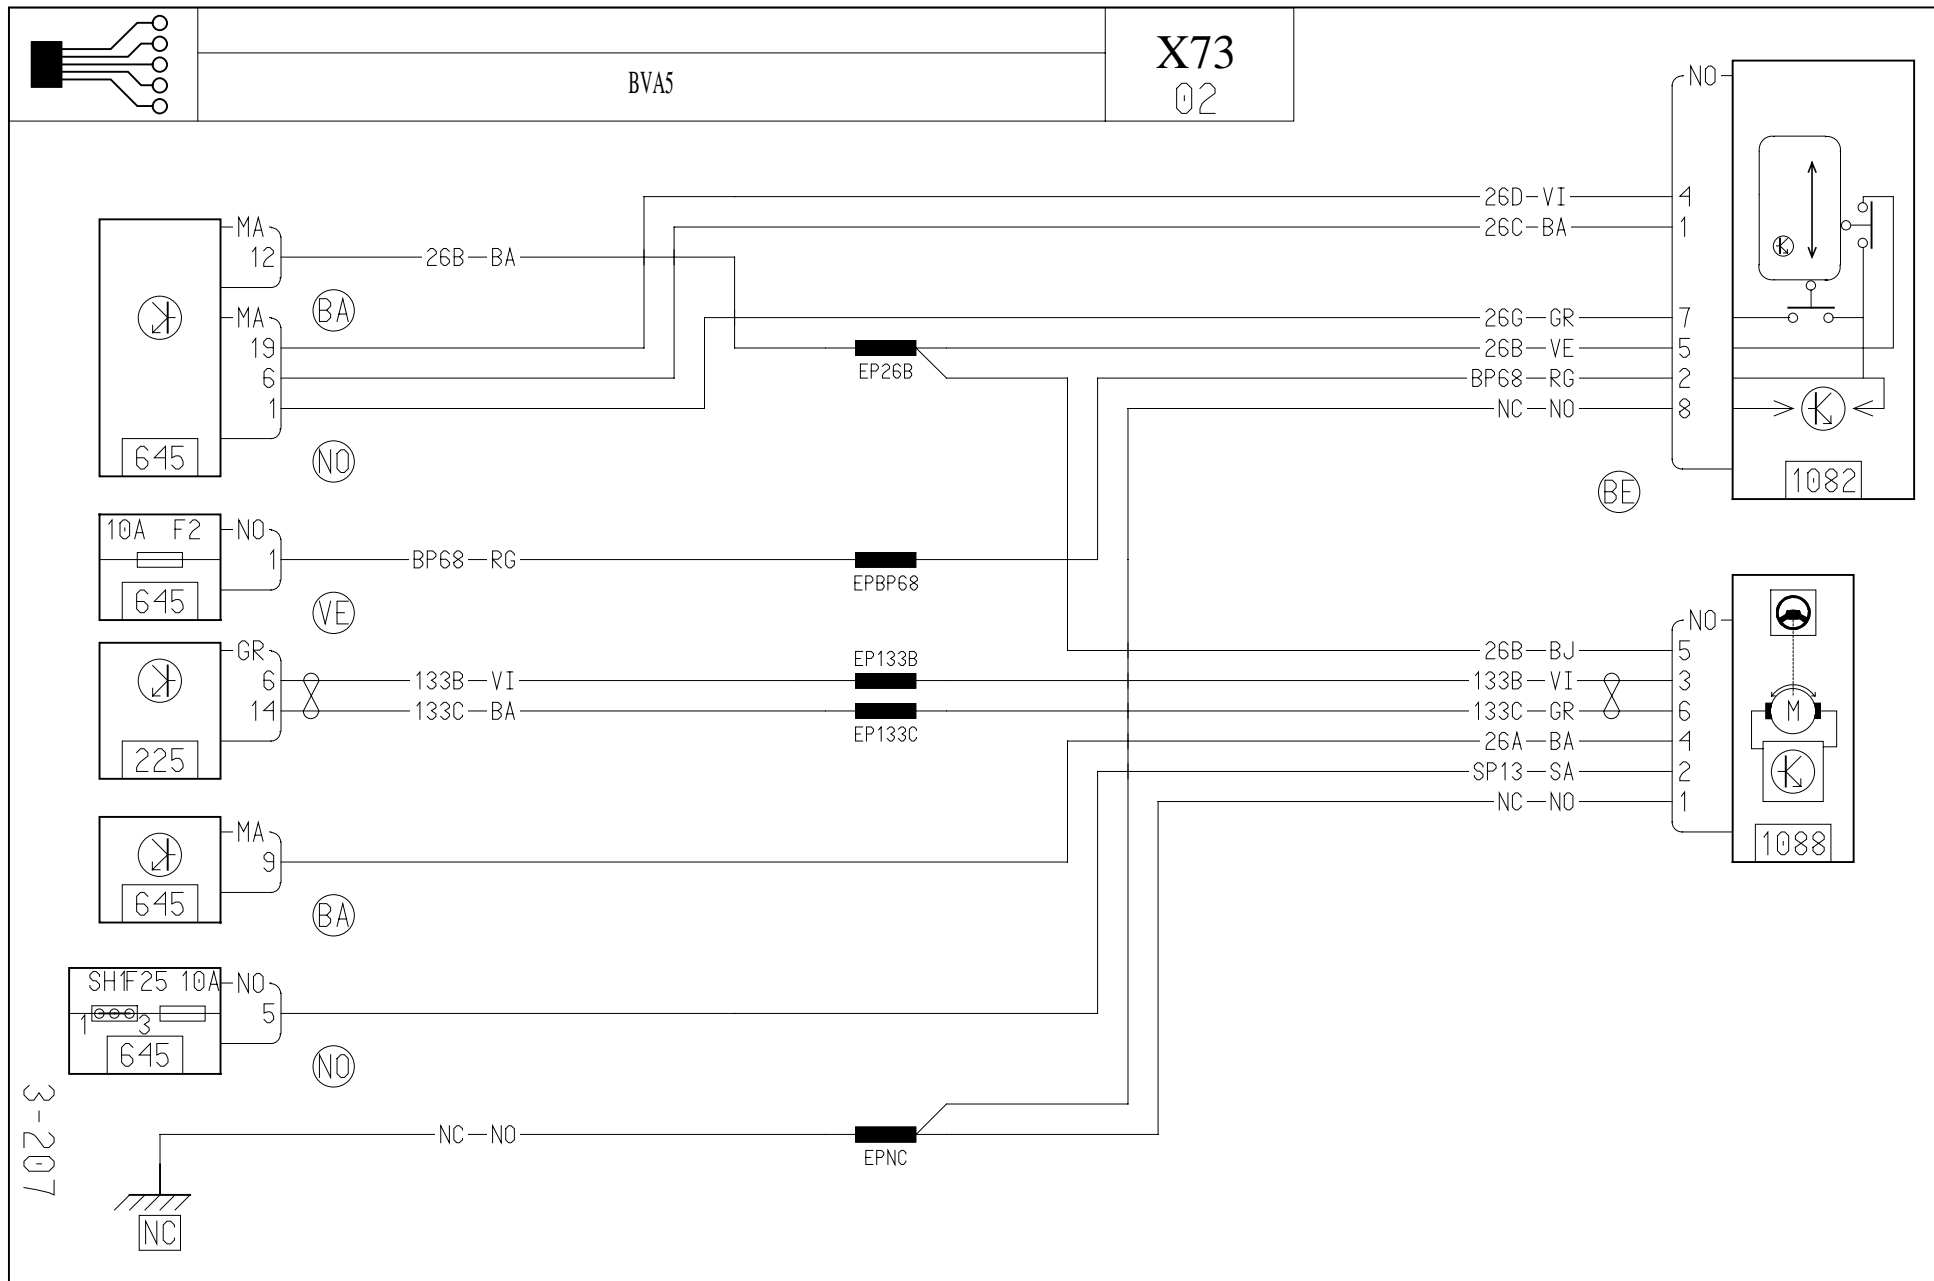 BVA5
X73
02
NO
26D VI 4
26C BA 1
26G GR 7
26B VE 5
BP68 RG 2
NC NO 8
1082
BE
MA
12 26B BA
BA
MA
19
6
1
645
NO
EP26B
10A F2 NO
1 BP68 RG
645
VE
EPBP68
GR
6 133B VI
14 133C BA
225
EP133B
EP133C
NO
26B BJ 5
133B VI 3
133C GR 6
26A BA 4
SP13 SA 2
NC NO 1
M
1088
MA
9
645
BA
SH1F25 10A NO
1 3 5
645
NO
NC NO
EPNC
NC
3-207